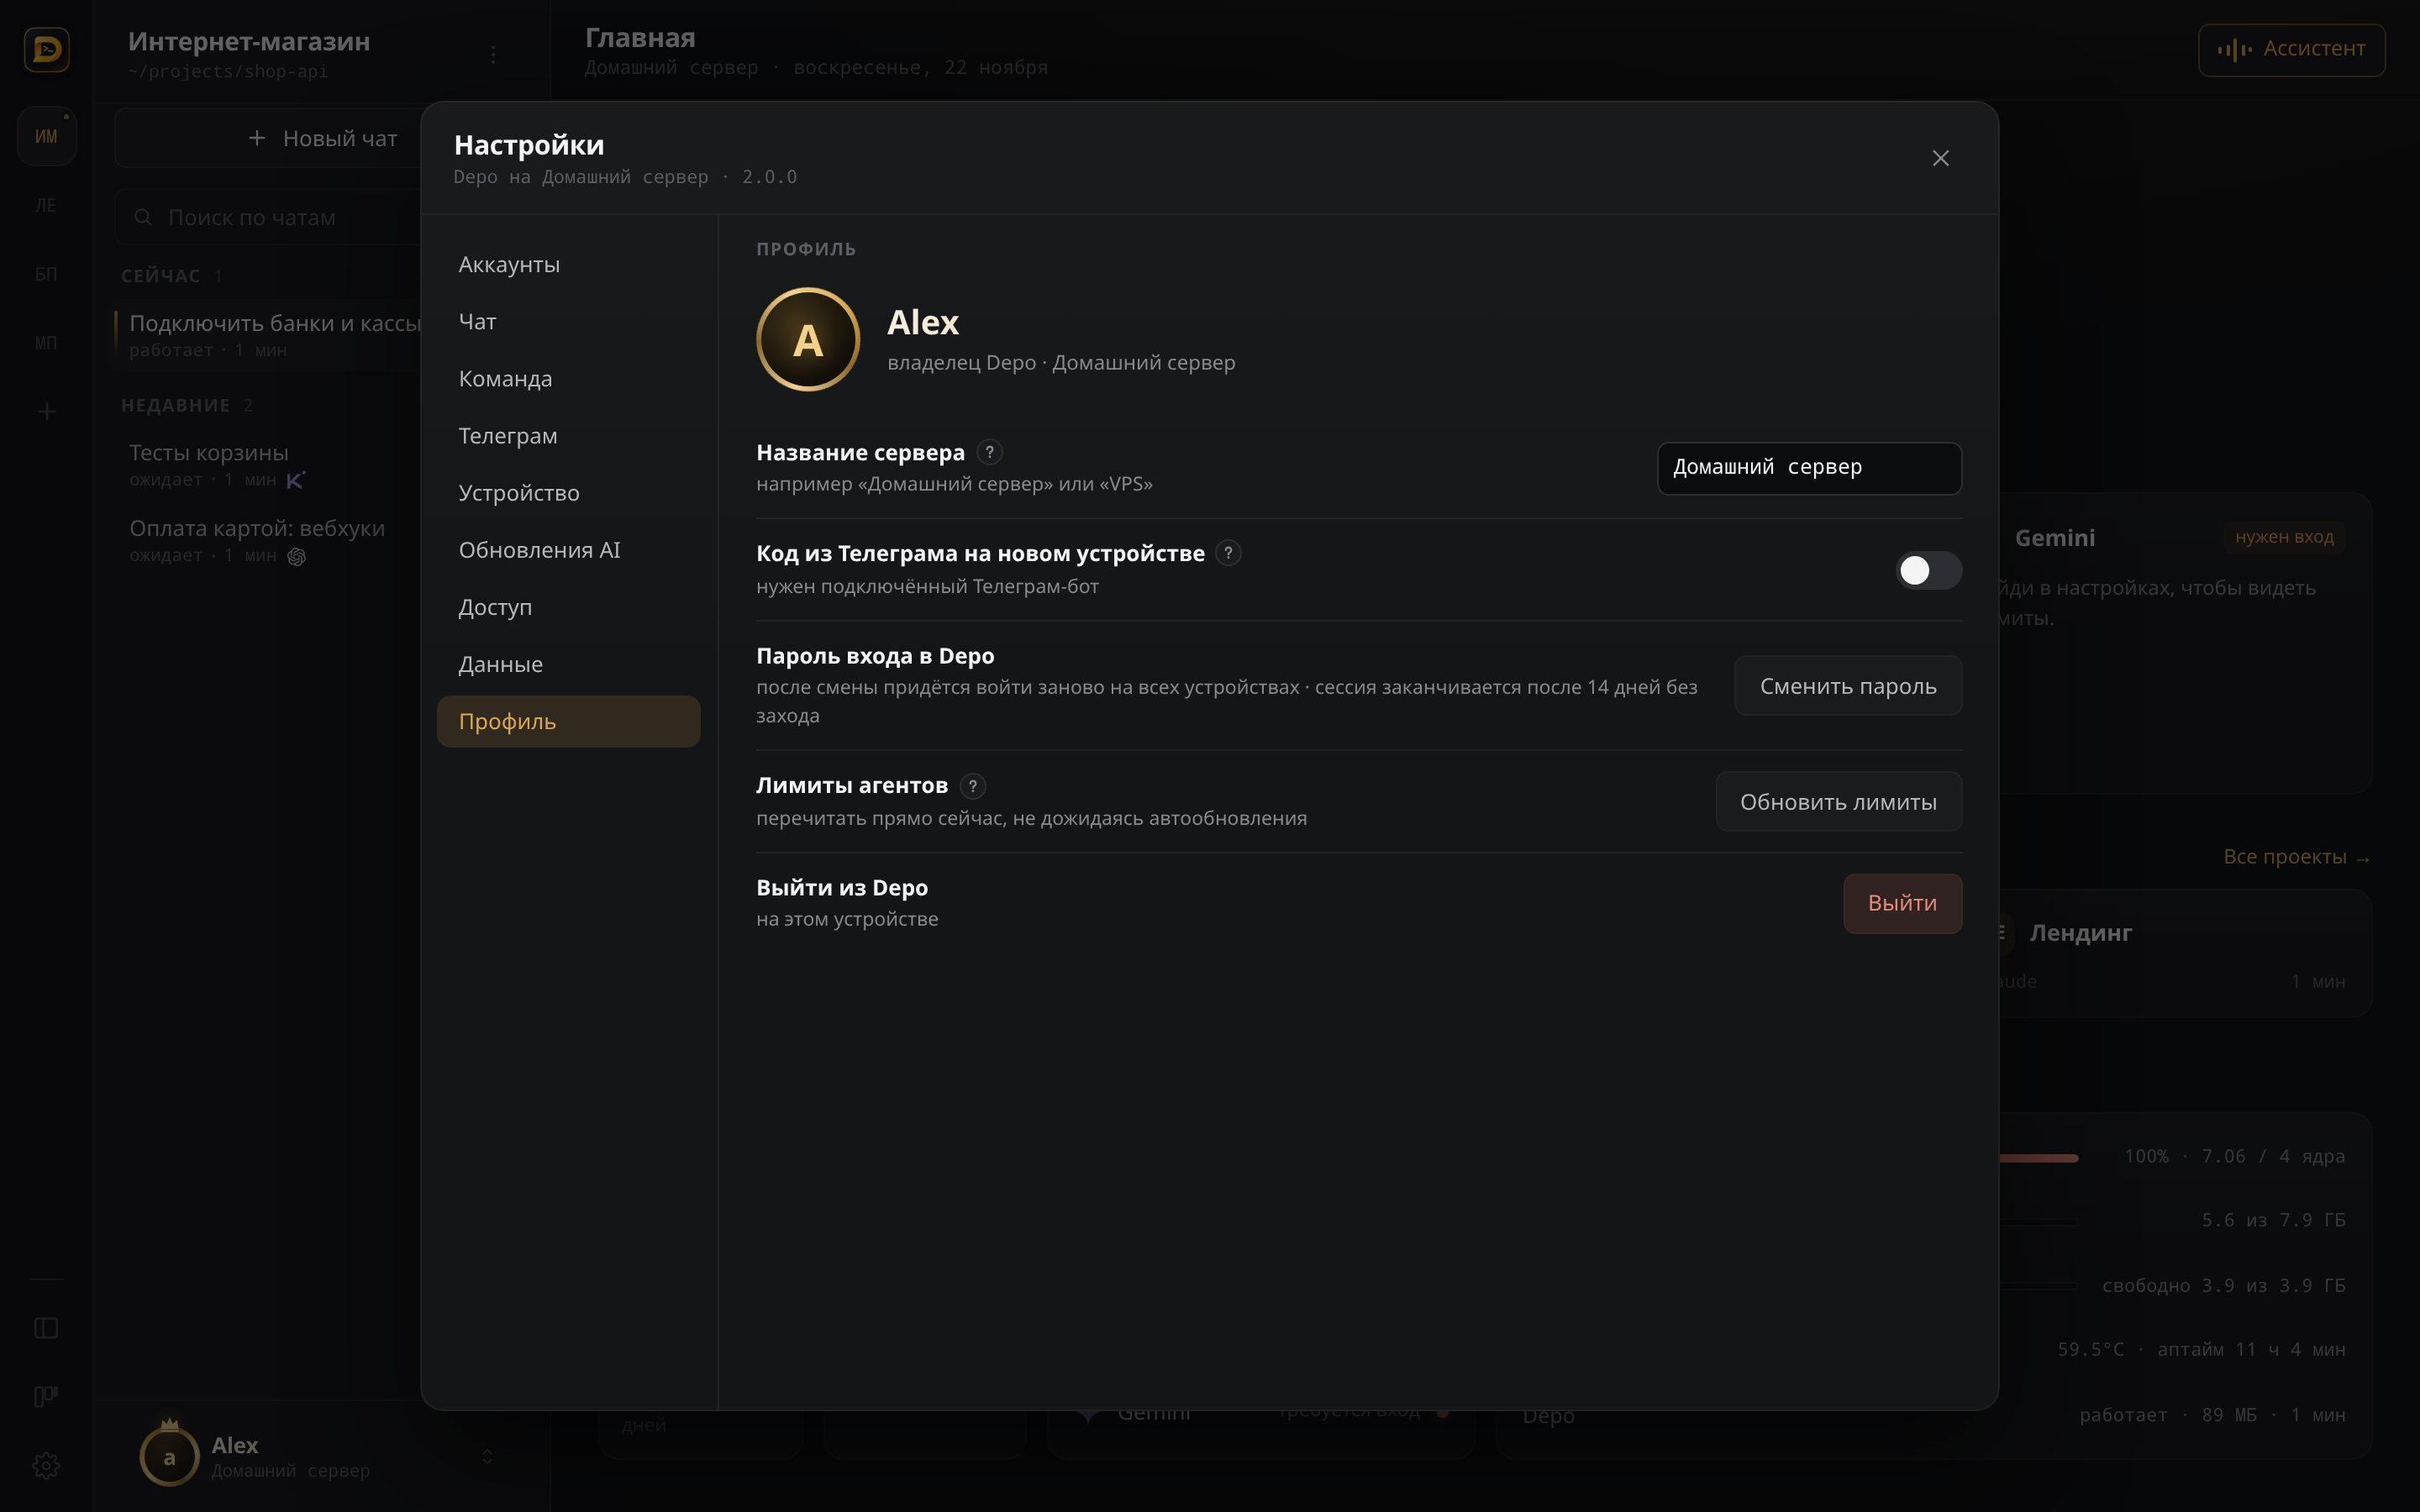 Интернет-магазин
~/projects/shop-api
Главная
Домашний сервер · воскресенье, 22 ноября
Ассистент
ИМ
ЛЕ
БП
МП
Новый чат
Поиск по чатам
СЕЙЧАС 1
Подключить банки и кассы
работает · 1 мин
НЕДАВНИЕ 2
Тесты корзины
ожидает · 1 мин
Оплата картой: вебхуки
ожидает · 1 мин
Alex
Домашний сервер
a
Настройки
Depo на Домашний сервер · 2.0.0
Аккаунты
Чат
Команда
Телеграм
Устройство
Обновления AI
Доступ
Данные
Профиль
ПРОФИЛЬ
A
Alex
владелец Depo · Домашний сервер
Название сервера ?
например «Домашний сервер» или «VPS»
Домашний сервер
Код из Телеграма на новом устройстве ?
нужен подключённый Телеграм-бот
Пароль входа в Depo
после смены придётся войти заново на всех устройствах · сессия заканчивается после 14 дней без
захода
Сменить пароль
Лимиты агентов ?
перечитать прямо сейчас, не дожидаясь автообновления
Обновить лимиты
Выйти из Depo
на этом устройстве
Выйти
Gemini
нужен вход
в настройках, чтобы видеть
Все проекты →
Лендинг
1 мин
100% · 7.06 / 4 ядра
5.6 из 7.9 ГБ
свободно 3.9 из 3.9 ГБ
59.5°C · аптайм 11 ч 4 мин
дней
Gemini
требуется вход
Depo
работает · 89 МБ · 1 мин